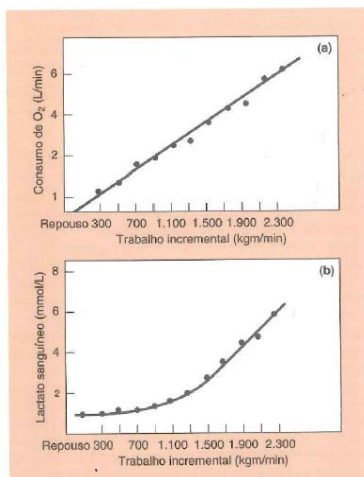 (a)
Consumo de O₂ (L/min)
6
4
2
1
Repouso 300 700 1.100 1.500 1.900 2.300
Trabalho incremental (kgm/min)
(b)
Lactato sanguíneo (mmol/L)
8
6
4
2
Repouso 300 700 1.100 1.500 1.900 2.300
Trabalho incremental (kgm/min)